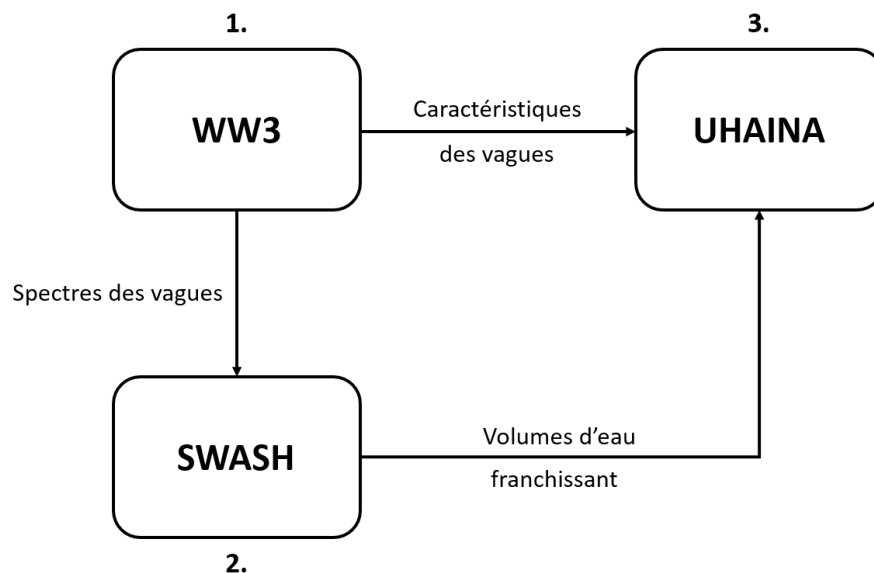 1.
3.
WW3
Caractéristiques
des vagues
UHAINA
Spectres des vagues
SWASH
Volumes d’eau
franchissant
2.